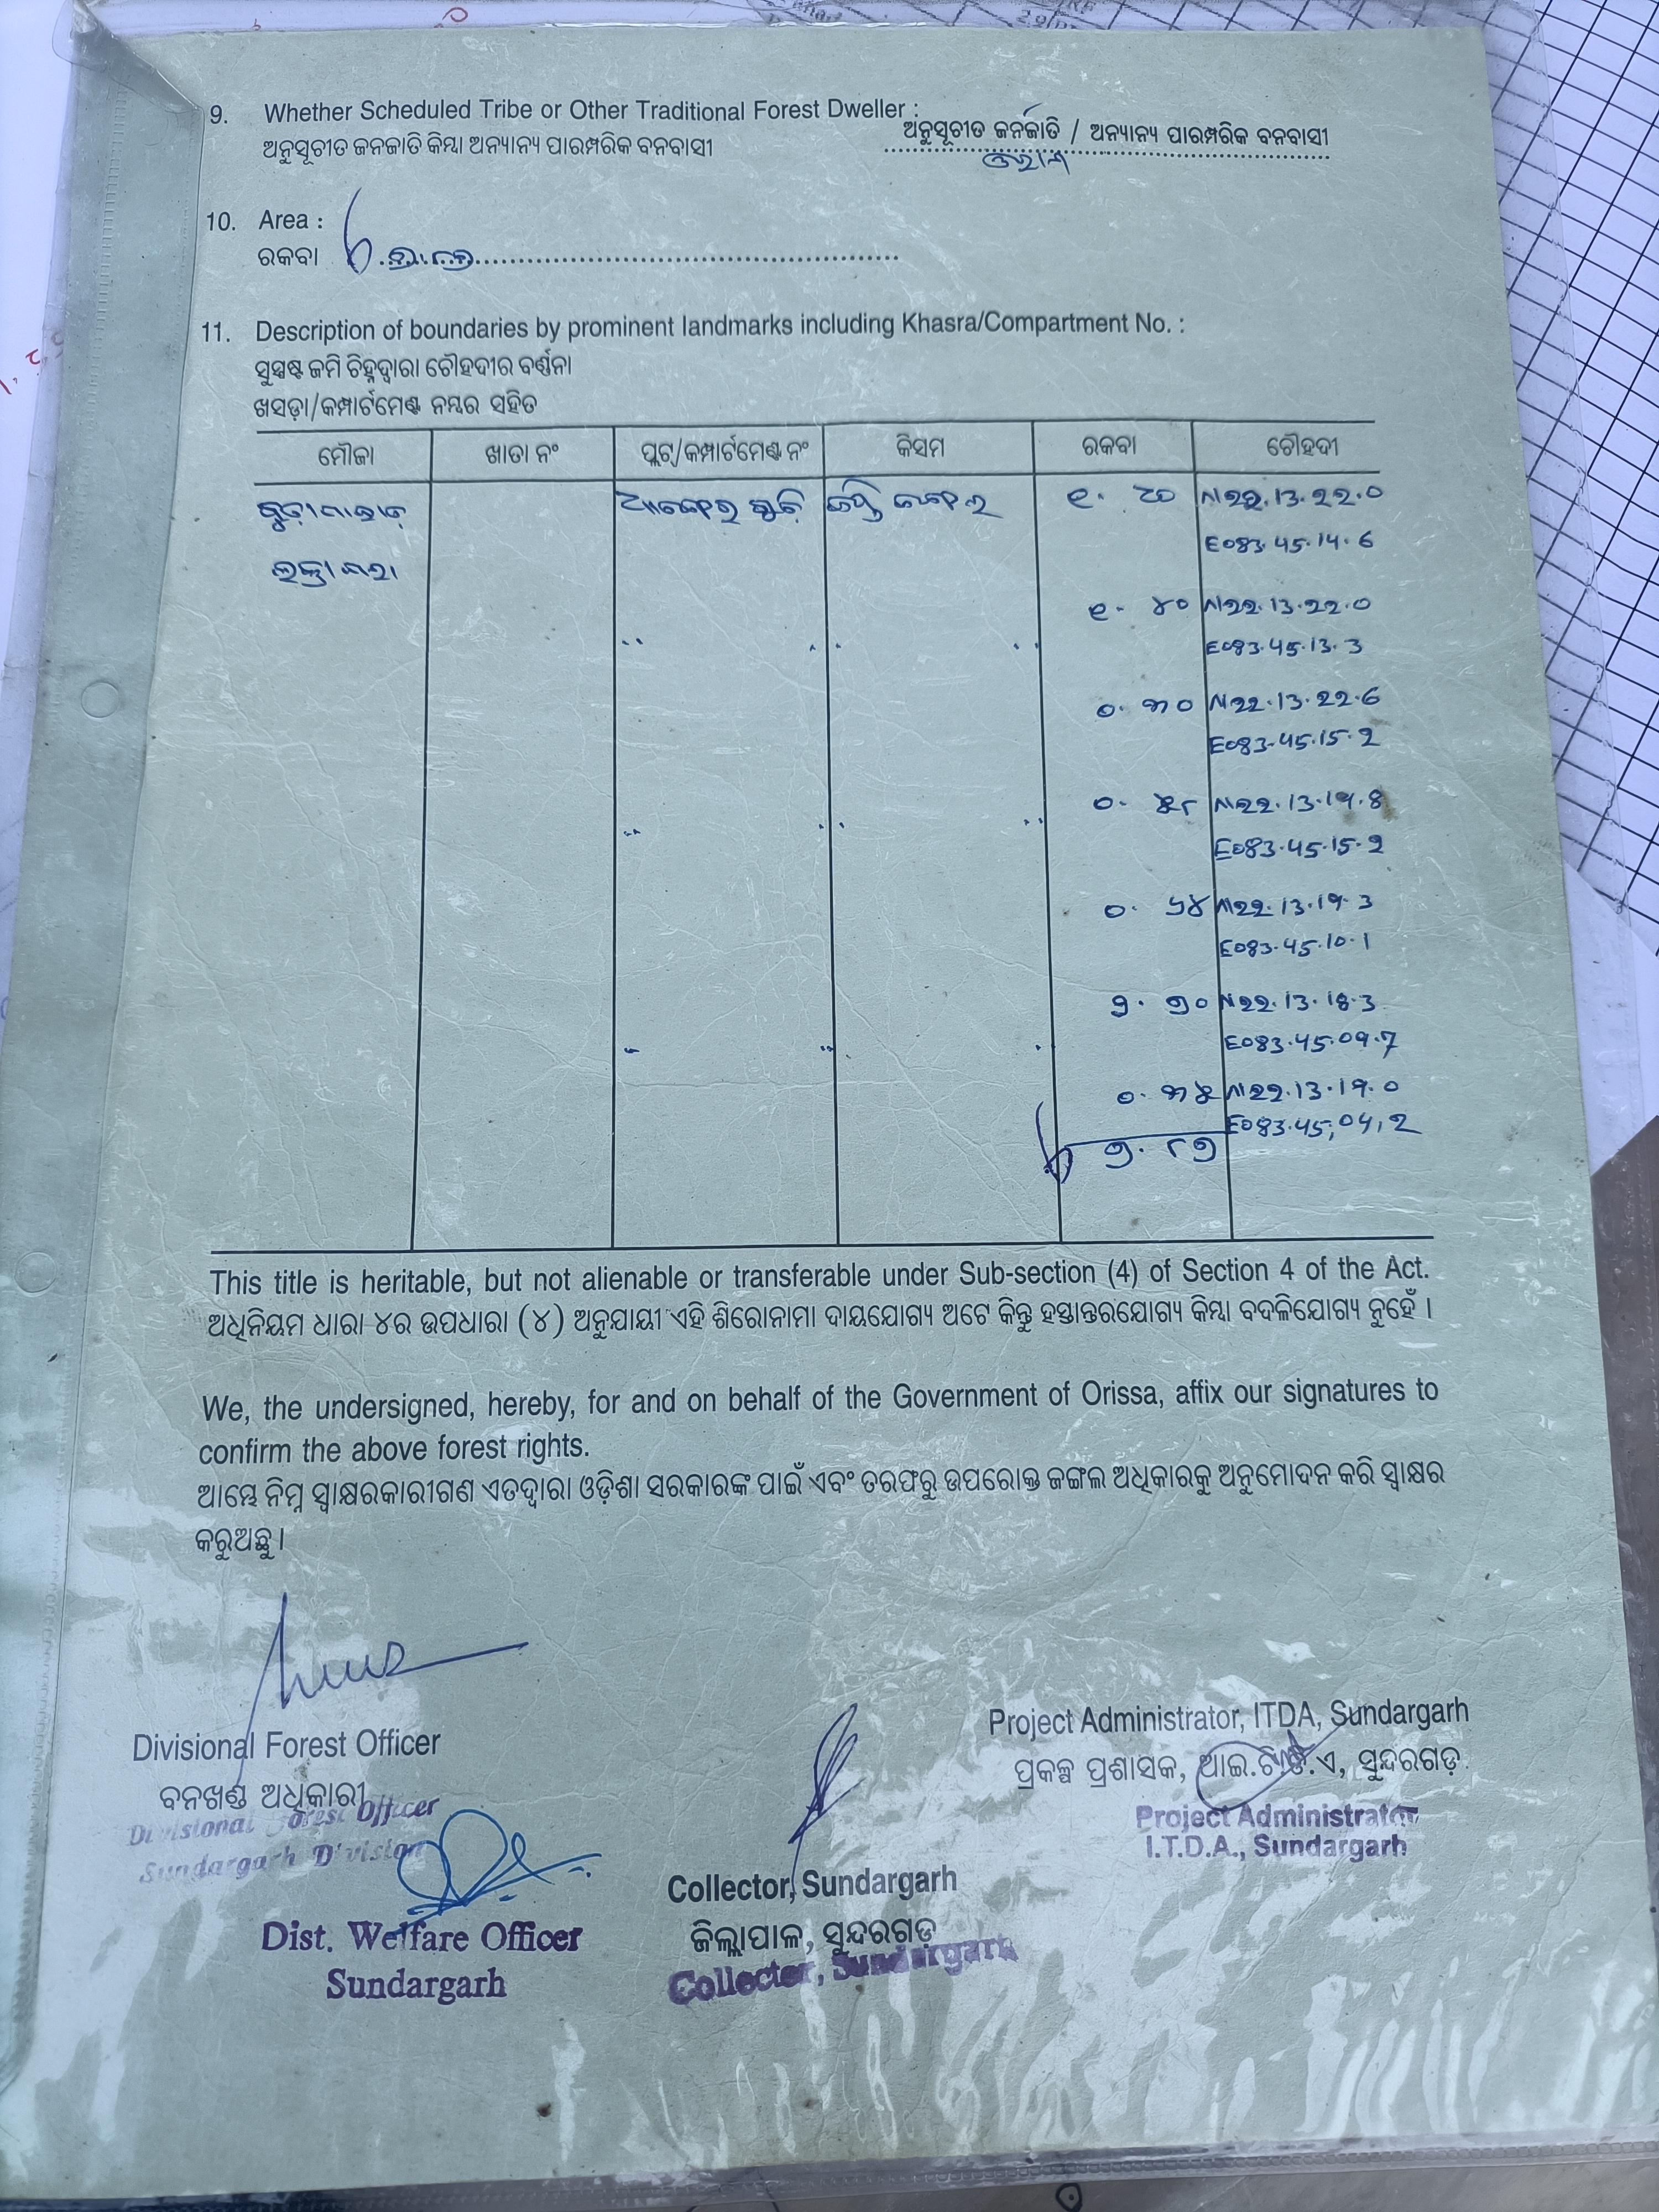 9. Whether Scheduled Tribe or Other Traditional Forest Dweller :
ଅନୁସୂଚୀତ ଜନଜାତି କିମ୍ବା ଅନ୍ୟାନ୍ୟ ପାରମ୍ପରିକ ବନବାସୀ
ଅନୁସୂଚୀତ ଜନଜାତି / ଅନ୍ୟାନ୍ୟ ପାରମ୍ପରିକ ବନବାସୀ
10. Area :
ରକବା
11. Description of boundaries by prominent landmarks including Khasra/Compartment No. :
ସୁସ୍ପଷ୍ଟ ଜମି ଚିହ୍ନଦ୍ୱାରା ଚୌହଦୀର ବର୍ଣ୍ଣନା
ଖସଡ଼ା/କମ୍ପାର୍ଟମେଣ୍ଟ ନମ୍ବର ସହିତ
ମୌଜା ଖାତା ନଂ ପ୍ଲଟ୍/କମ୍ପାର୍ଟମେଣ୍ଟ ନଂ କିସମ ରକବା ଚୌହଦୀ
N22.13.22.0
E083.45.14.6
୧. ୪୦ N22.13.22.0
E083.45.13.3
୦. ୩୦ N22.13.22.6
E083.45.15.2
N22.13.19.8
E083.45.15.2
୦. ୬୪ N22.13.19.3
E083.45.10.1
N22.13.18.3
E083.45.09.7
୦. ୩୫ N22.13.19.0
E083.45,04,2
This title is heritable, but not alienable or transferable under Sub-section (4) of Section 4 of the Act.
ଅଧିନିୟମ ଧାରା ୪ର ଉପଧାରା (୪) ଅନୁଯାୟୀ ଏହି ଶିରୋନାମା ଦାୟଯୋଗ୍ୟ ଅଟେ କିନ୍ତୁ ହସ୍ତାନ୍ତରଯୋଗ୍ୟ କିମ୍ବା ବଦଳିଯୋଗ୍ୟ ନୁହେଁ ।
We, the undersigned, hereby, for and on behalf of the Government of Orissa, affix our signatures to
confirm the above forest rights.
ଆମ୍ଭେ ନିମ୍ନ ସ୍ୱାକ୍ଷରକାରୀଗଣ ଏତଦ୍ୱାରା ଓଡ଼ିଶା ସରକାରଙ୍କ ପାଇଁ ଏବଂ ତରଫରୁ ଉପରୋକ୍ତ ଜଙ୍ଗଲ ଅଧିକାରକୁ ଅନୁମୋଦନ କରି ସ୍ୱାକ୍ଷର
କରୁଅଛୁ ।
Project Administrator, ITDA, Sundargarh
ପ୍ରକଳ୍ପ ପ୍ରଶାସକ, ଆଇ.ଟି.ଡି.ଏ, ସୁନ୍ଦରଗଡ଼
Project Administrator
I.T.D.A., Sundargarh
Divisional Forest Officer
ବନଖଣ୍ଡ ଅଧିକାରୀ
Divisional Forest Officer
Sundargarh Division
Dist. Welfare Officer
Sundargarh
Collector, Sundargarh
ଜିଲ୍ଲାପାଳ, ସୁନ୍ଦରଗଡ଼
Collector, Sundargarh